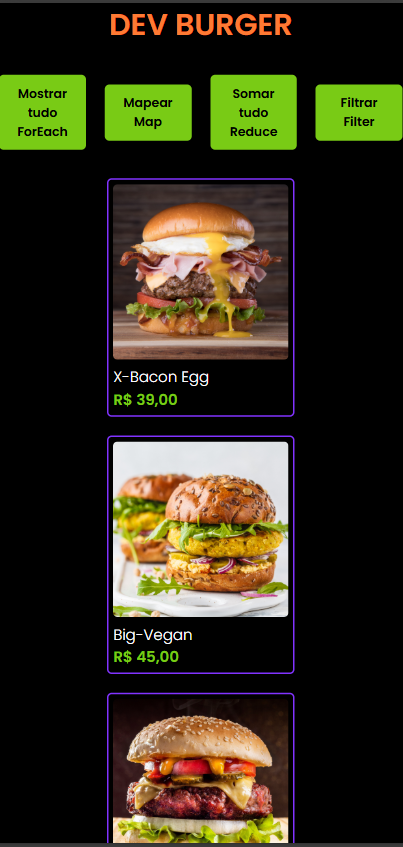 DEV BURGER
Mostrar
tudo
ForEach
Mapear
Map
Somar
tudo
Reduce
Filtrar
Filter
X-Bacon Egg
R$ 39,00
Big-Vegan
R$ 45,00